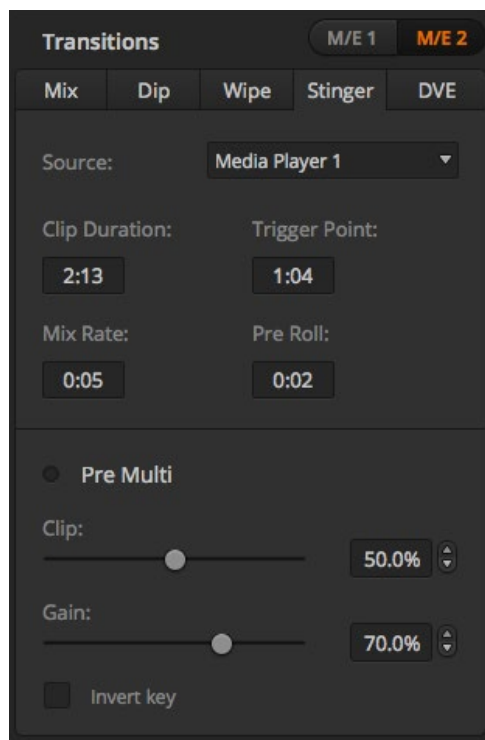 Transitions M/E 1 M/E 2
Mix Dip Wipe Stinger DVE
Source: Media Player 1
Clip Duration: Trigger Point:
2:13 1:04
Mix Rate: Pre Roll:
0:05 0:02
Pre Multi
Clip:
50.0%
Gain:
70.0%
Invert key